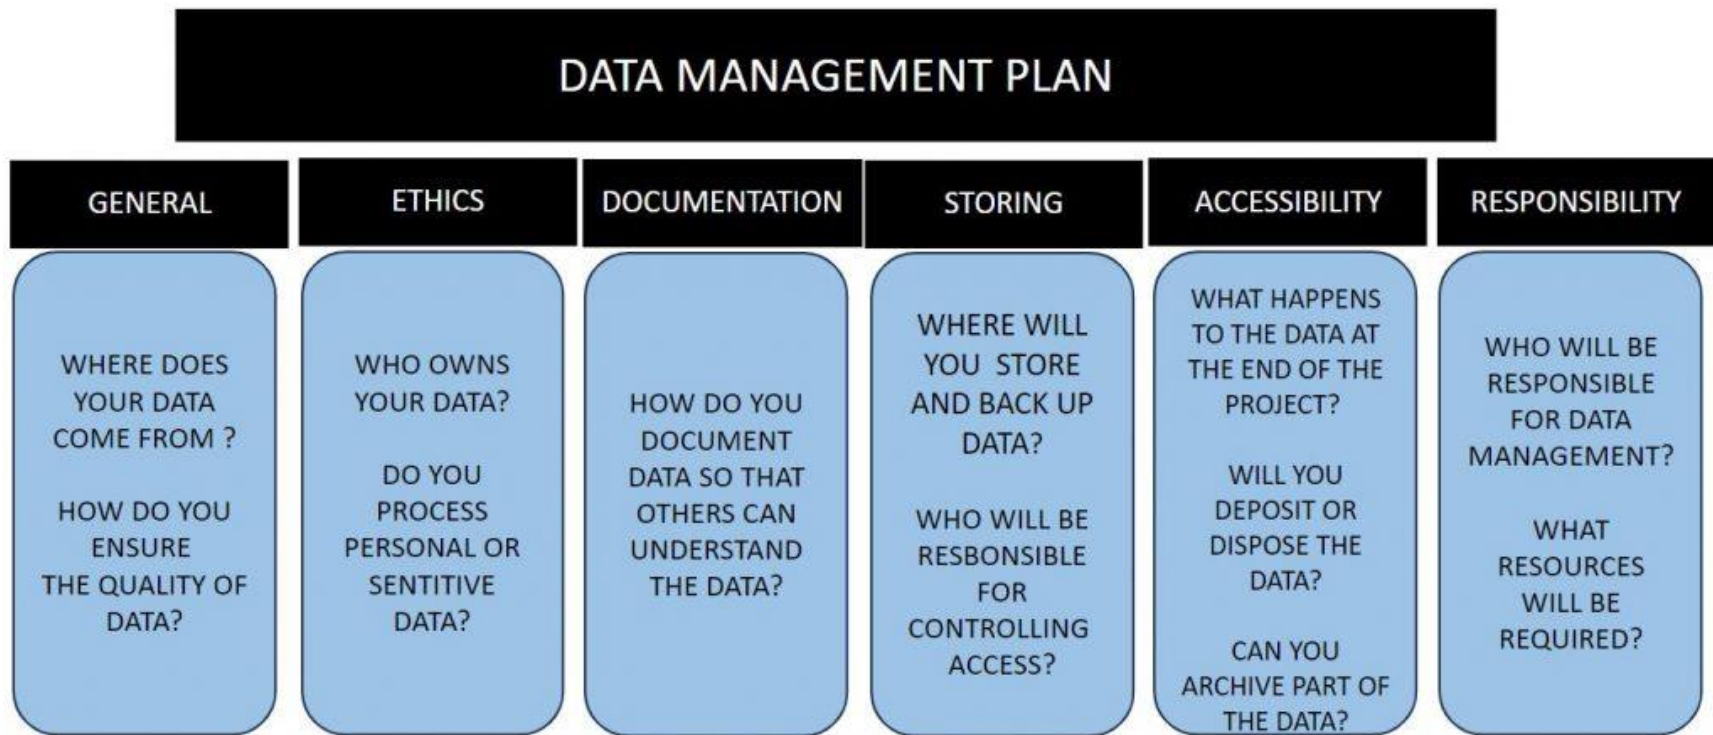 DATA MANAGEMENT PLAN
GENERAL
WHERE DOES
YOUR DATA
COME FROM ?
HOW DO YOU
ENSURE
THE QUALITY OF
DATA?
ETHICS
WHO OWNS
YOUR DATA?
DO YOU
PROCESS
PERSONAL OR
SENTITIVE
DATA?
DOCUMENTATION
HOW DO YOU
DOCUMENT
DATA SO THAT
OTHERS CAN
UNDERSTAND
THE DATA?
STORING
WHERE WILL
YOU STORE
AND BACK UP
DATA?
WHO WILL BE
RESBONSIBLE
FOR
CONTROLLING
ACCESS?
ACCESSIBILITY
WHAT HAPPENS
TO THE DATA AT
THE END OF THE
PROJECT?
WILL YOU
DEPOSIT OR
DISPOSE THE
DATA?
CAN YOU
ARCHIVE PART OF
THE DATA?
RESPONSIBILITY
WHO WILL BE
RESPONSIBLE
FOR DATA
MANAGEMENT?
WHAT
RESOURCES
WILL BE
REQUIRED?